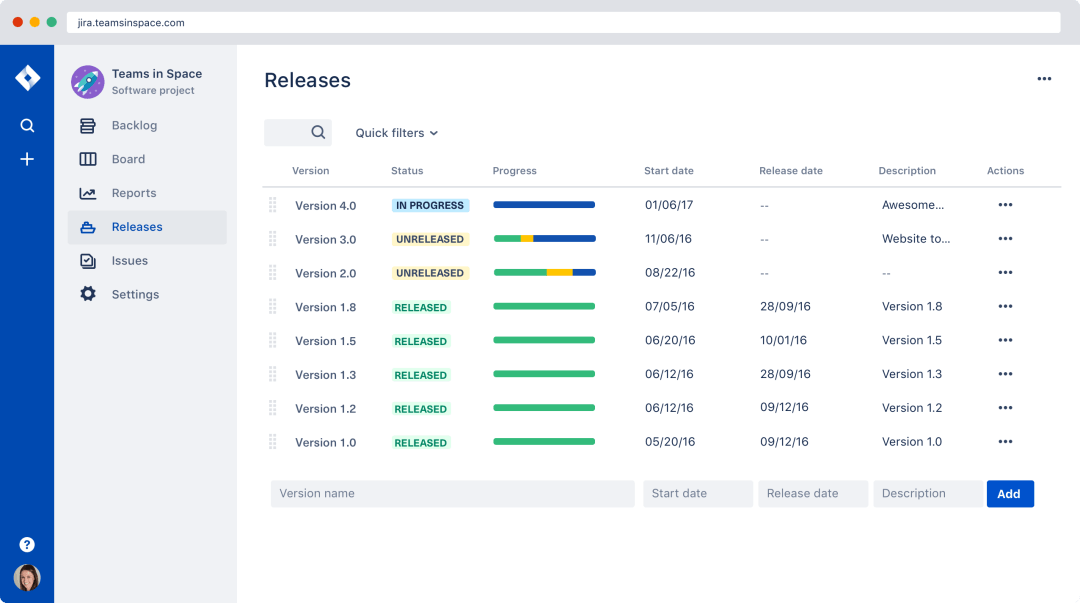 jira.teamsinspace.com
Teams in Space
Software project
Backlog
Board
Reports
Releases
Issues
Settings
?
Releases
Quick filters
Version Status Progress Start date Release date Description Actions
Version 4.0 IN PROGRESS 01/06/17 -- Awesome...
Version 3.0 UNRELEASED 11/06/16 -- Website to...
Version 2.0 UNRELEASED 08/22/16 -- --
Version 1.8 RELEASED 07/05/16 28/09/16 Version 1.8
Version 1.5 RELEASED 06/20/16 10/01/16 Version 1.5
Version 1.3 RELEASED 06/12/16 28/09/16 Version 1.3
Version 1.2 RELEASED 06/12/16 09/12/16 Version 1.2
Version 1.0 RELEASED 05/20/16 09/12/16 Version 1.0
Version name Start date Release date Description Add